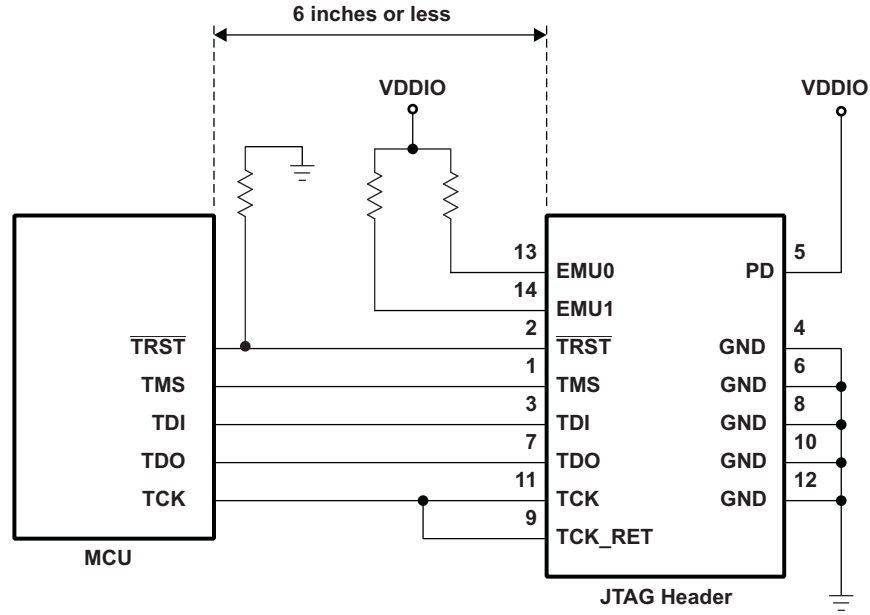 6 inches or less
VDDIO
VDDIO
13
EMU0
PD
5
14
EMU1
TRST
2
TRST
GND
4
TMS
1
TMS
GND
6
TDI
3
TDI
GND
8
TDO
7
TDO
GND
10
TCK
11
TCK
GND
12
9
TCK_RET
MCU
JTAG Header